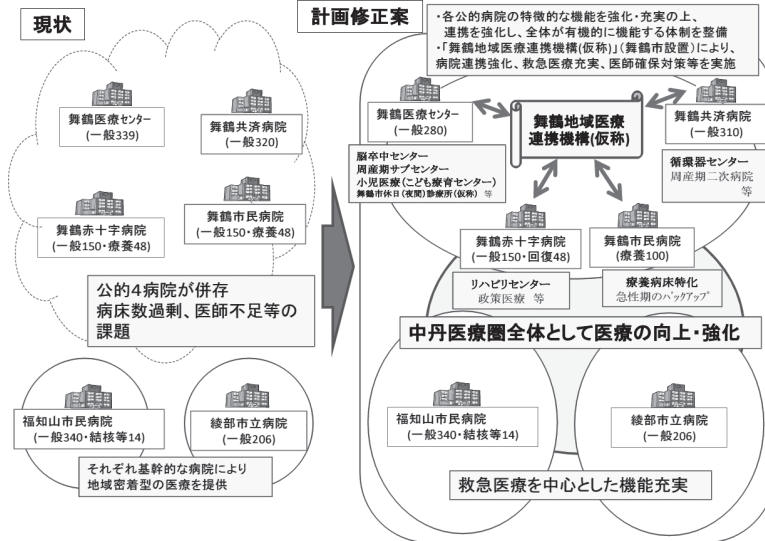 現状
舞鶴医療センター
(一般339)
舞鶴共済病院
(一般320)
舞鶴赤十字病院
(一般150・療養48)
舞鶴市民病院
(一般150・療養48)
公的４病院が併存
病床数過剰、医師不足等の
課題
福知山市民病院
(一般340・結核等14)
綾部市立病院
(一般206)
それぞれ基幹的な病院により
地域密着型の医療を提供
計画修正案
・各公的病院の特徴的な機能を強化・充実の上、
連携を強化し、全体が有機的に機能する体制を整備
・「舞鶴地域医療連携機構(仮称)」(舞鶴市設置)により、
病院連携強化、救急医療充実、医師確保対策等を実施
舞鶴医療センター
(一般280)
脳卒中センター
周産期サブセンター
小児医療(こども療育センター)
舞鶴市休日(夜間)診療所(仮称) 等
舞鶴地域医療
連携機構(仮称)
舞鶴共済病院
(一般310)
循環器センター
周産期二次病院
等
舞鶴赤十字病院
(一般150・回復48)
リハビリセンター
政策医療 等
舞鶴市民病院
(療養100)
療養病床特化
急性期のバックアップ
中丹医療圏全体として医療の向上・強化
福知山市民病院
(一般340・結核等14)
綾部市立病院
(一般206)
救急医療を中心とした機能充実